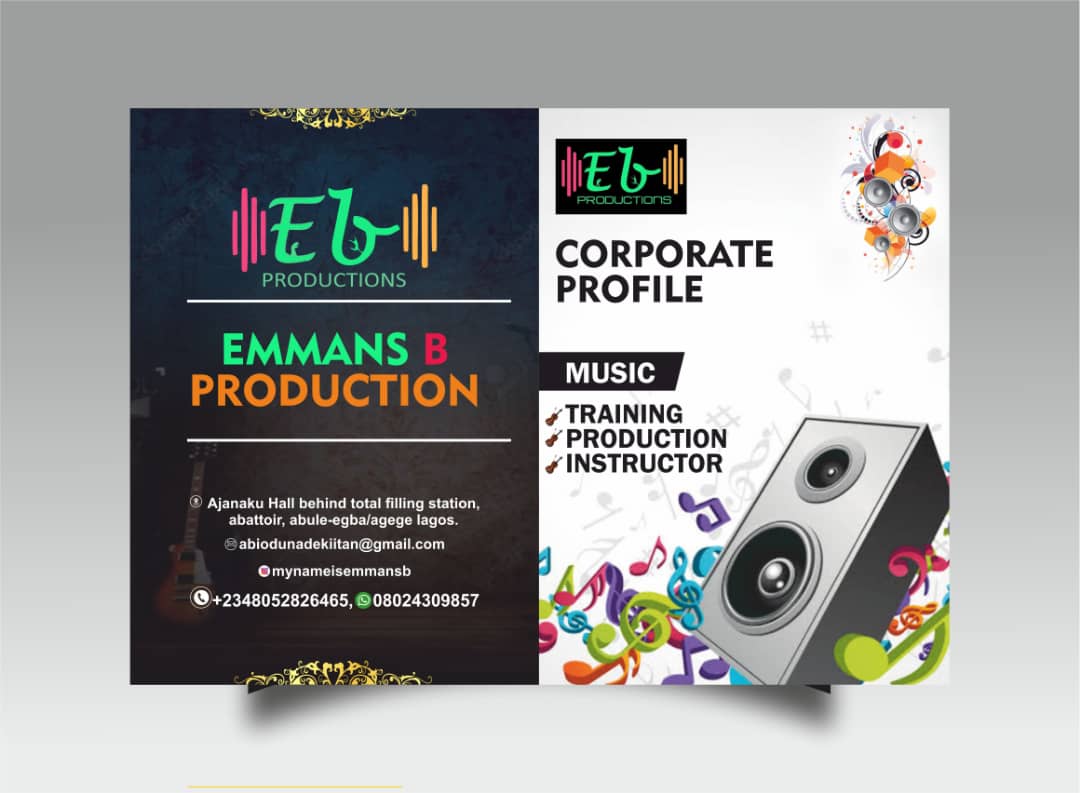 Eb
PRODUCTIONS
EMMANS B
PRODUCTION
Ajanaku Hall behind total filling station,
abattoir, abule-egba/agege lagos.
abiodunadekiitan@gmail.com
mynameisemmansb
+2348052826465, 08024309857
Eb
PRODUCTIONS
CORPORATE
PROFILE
MUSIC
TRAINING
PRODUCTION
INSTRUCTOR